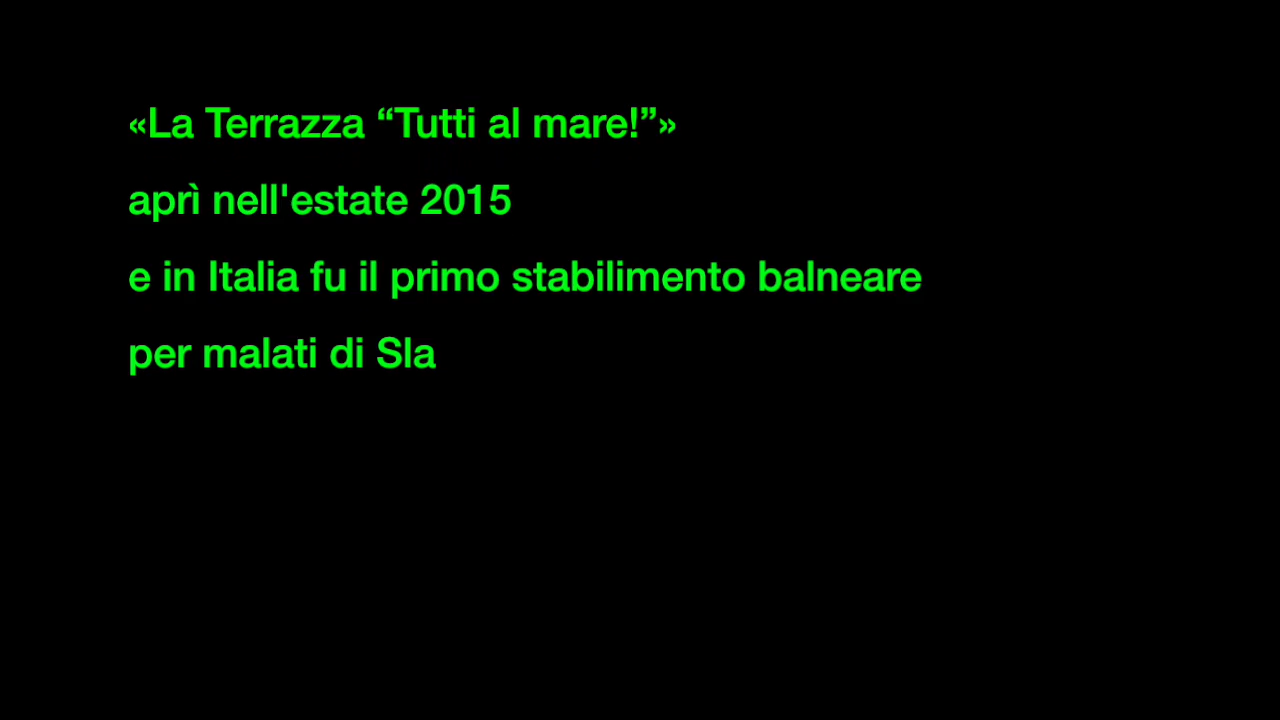 «La Terrazza “Tutti al mare!”»
aprì nell'estate 2015
e in Italia fu il primo stabilimento balneare
per malati di Sla